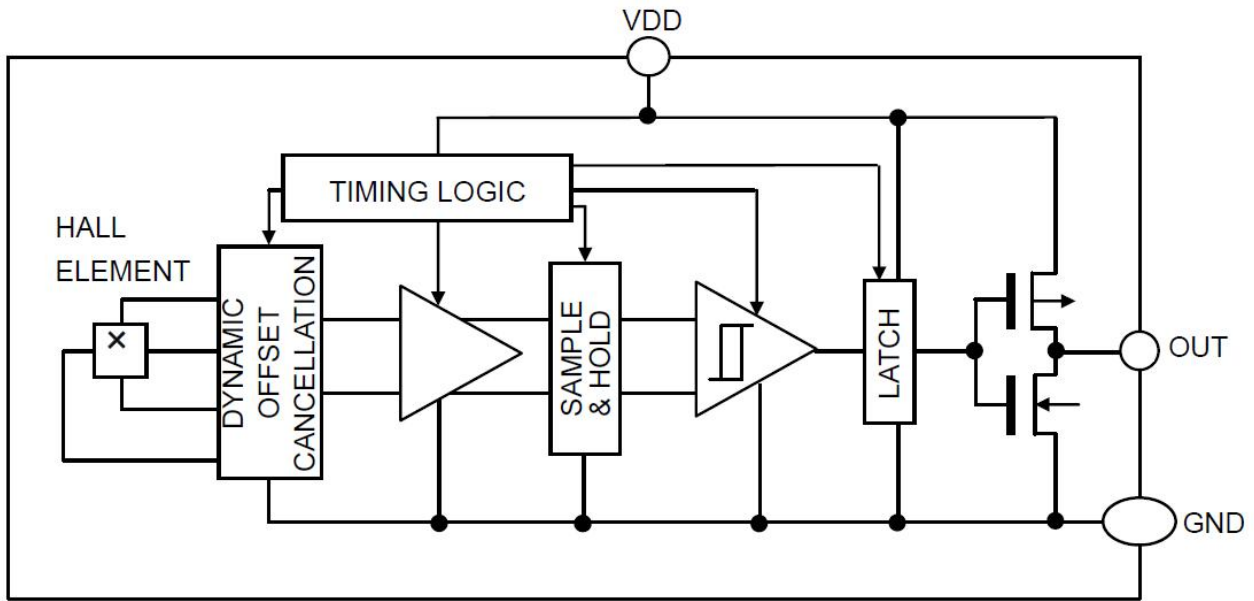 VDD
TIMING LOGIC
HALL
ELEMENT
DYNAMIC
OFFSET
CANCELLATION
SAMPLE
& HOLD
LATCH
OUT
GND